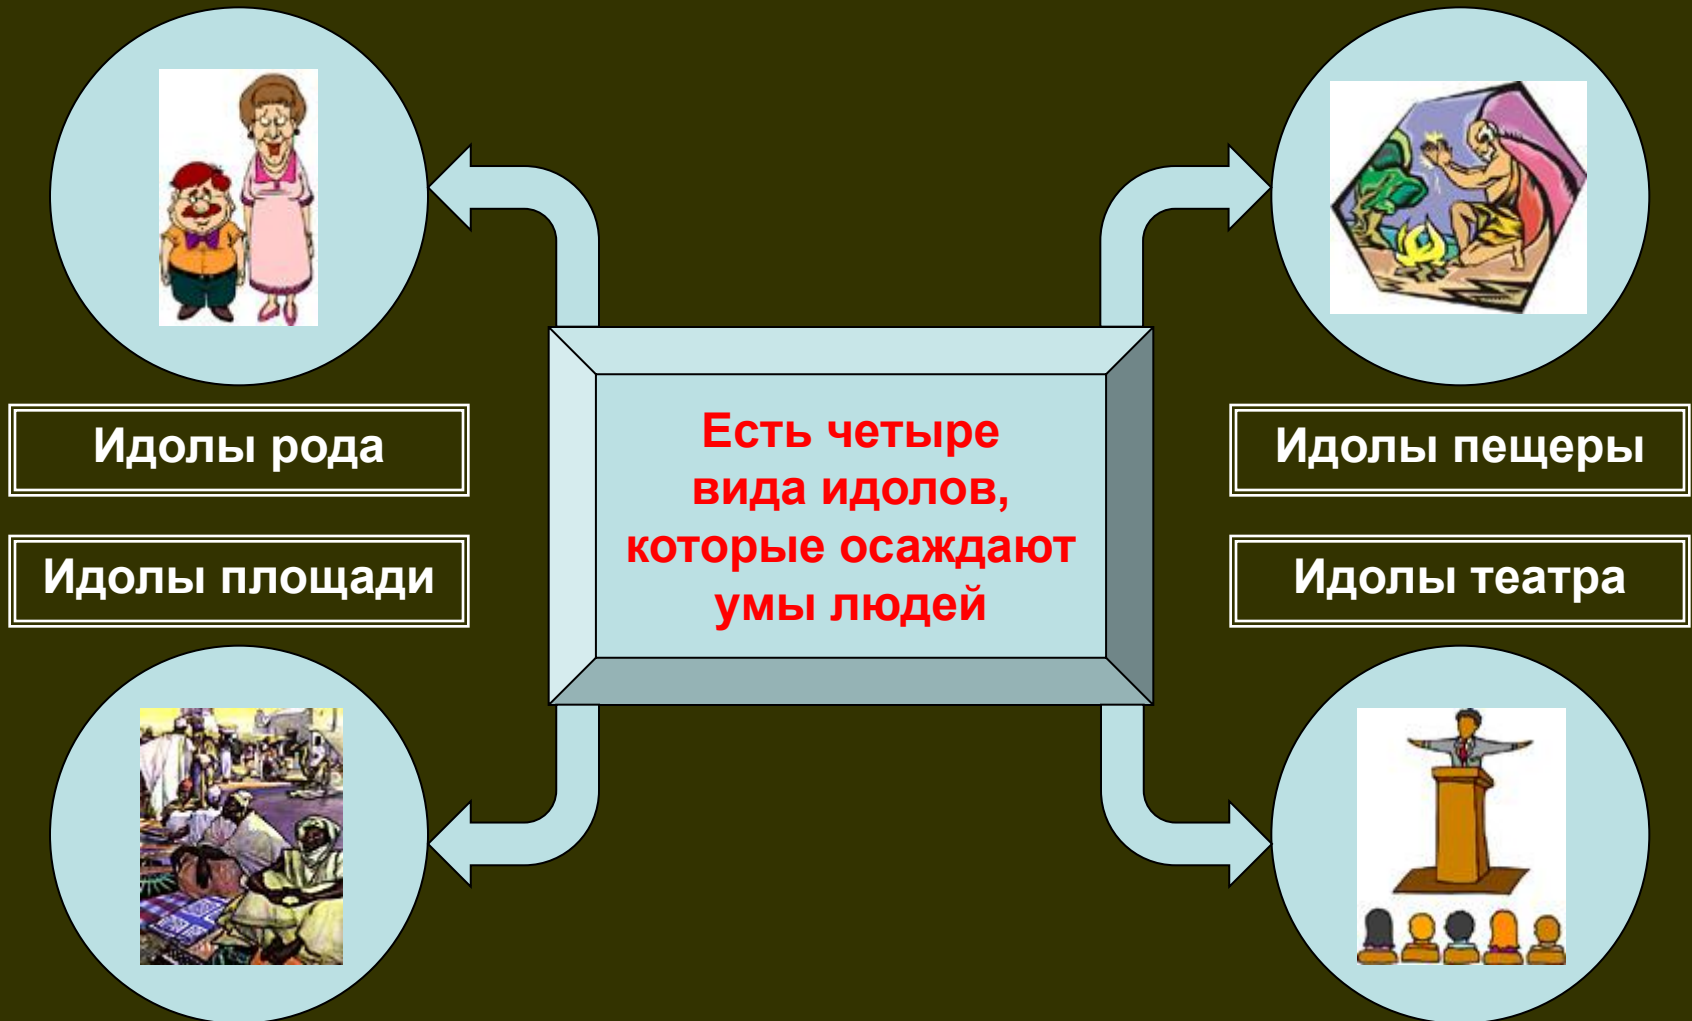 Идолы рода
Идолы площади
Есть четыре
вида идолов,
которые осаждают
умы людей
Идолы пещеры
Идолы театра